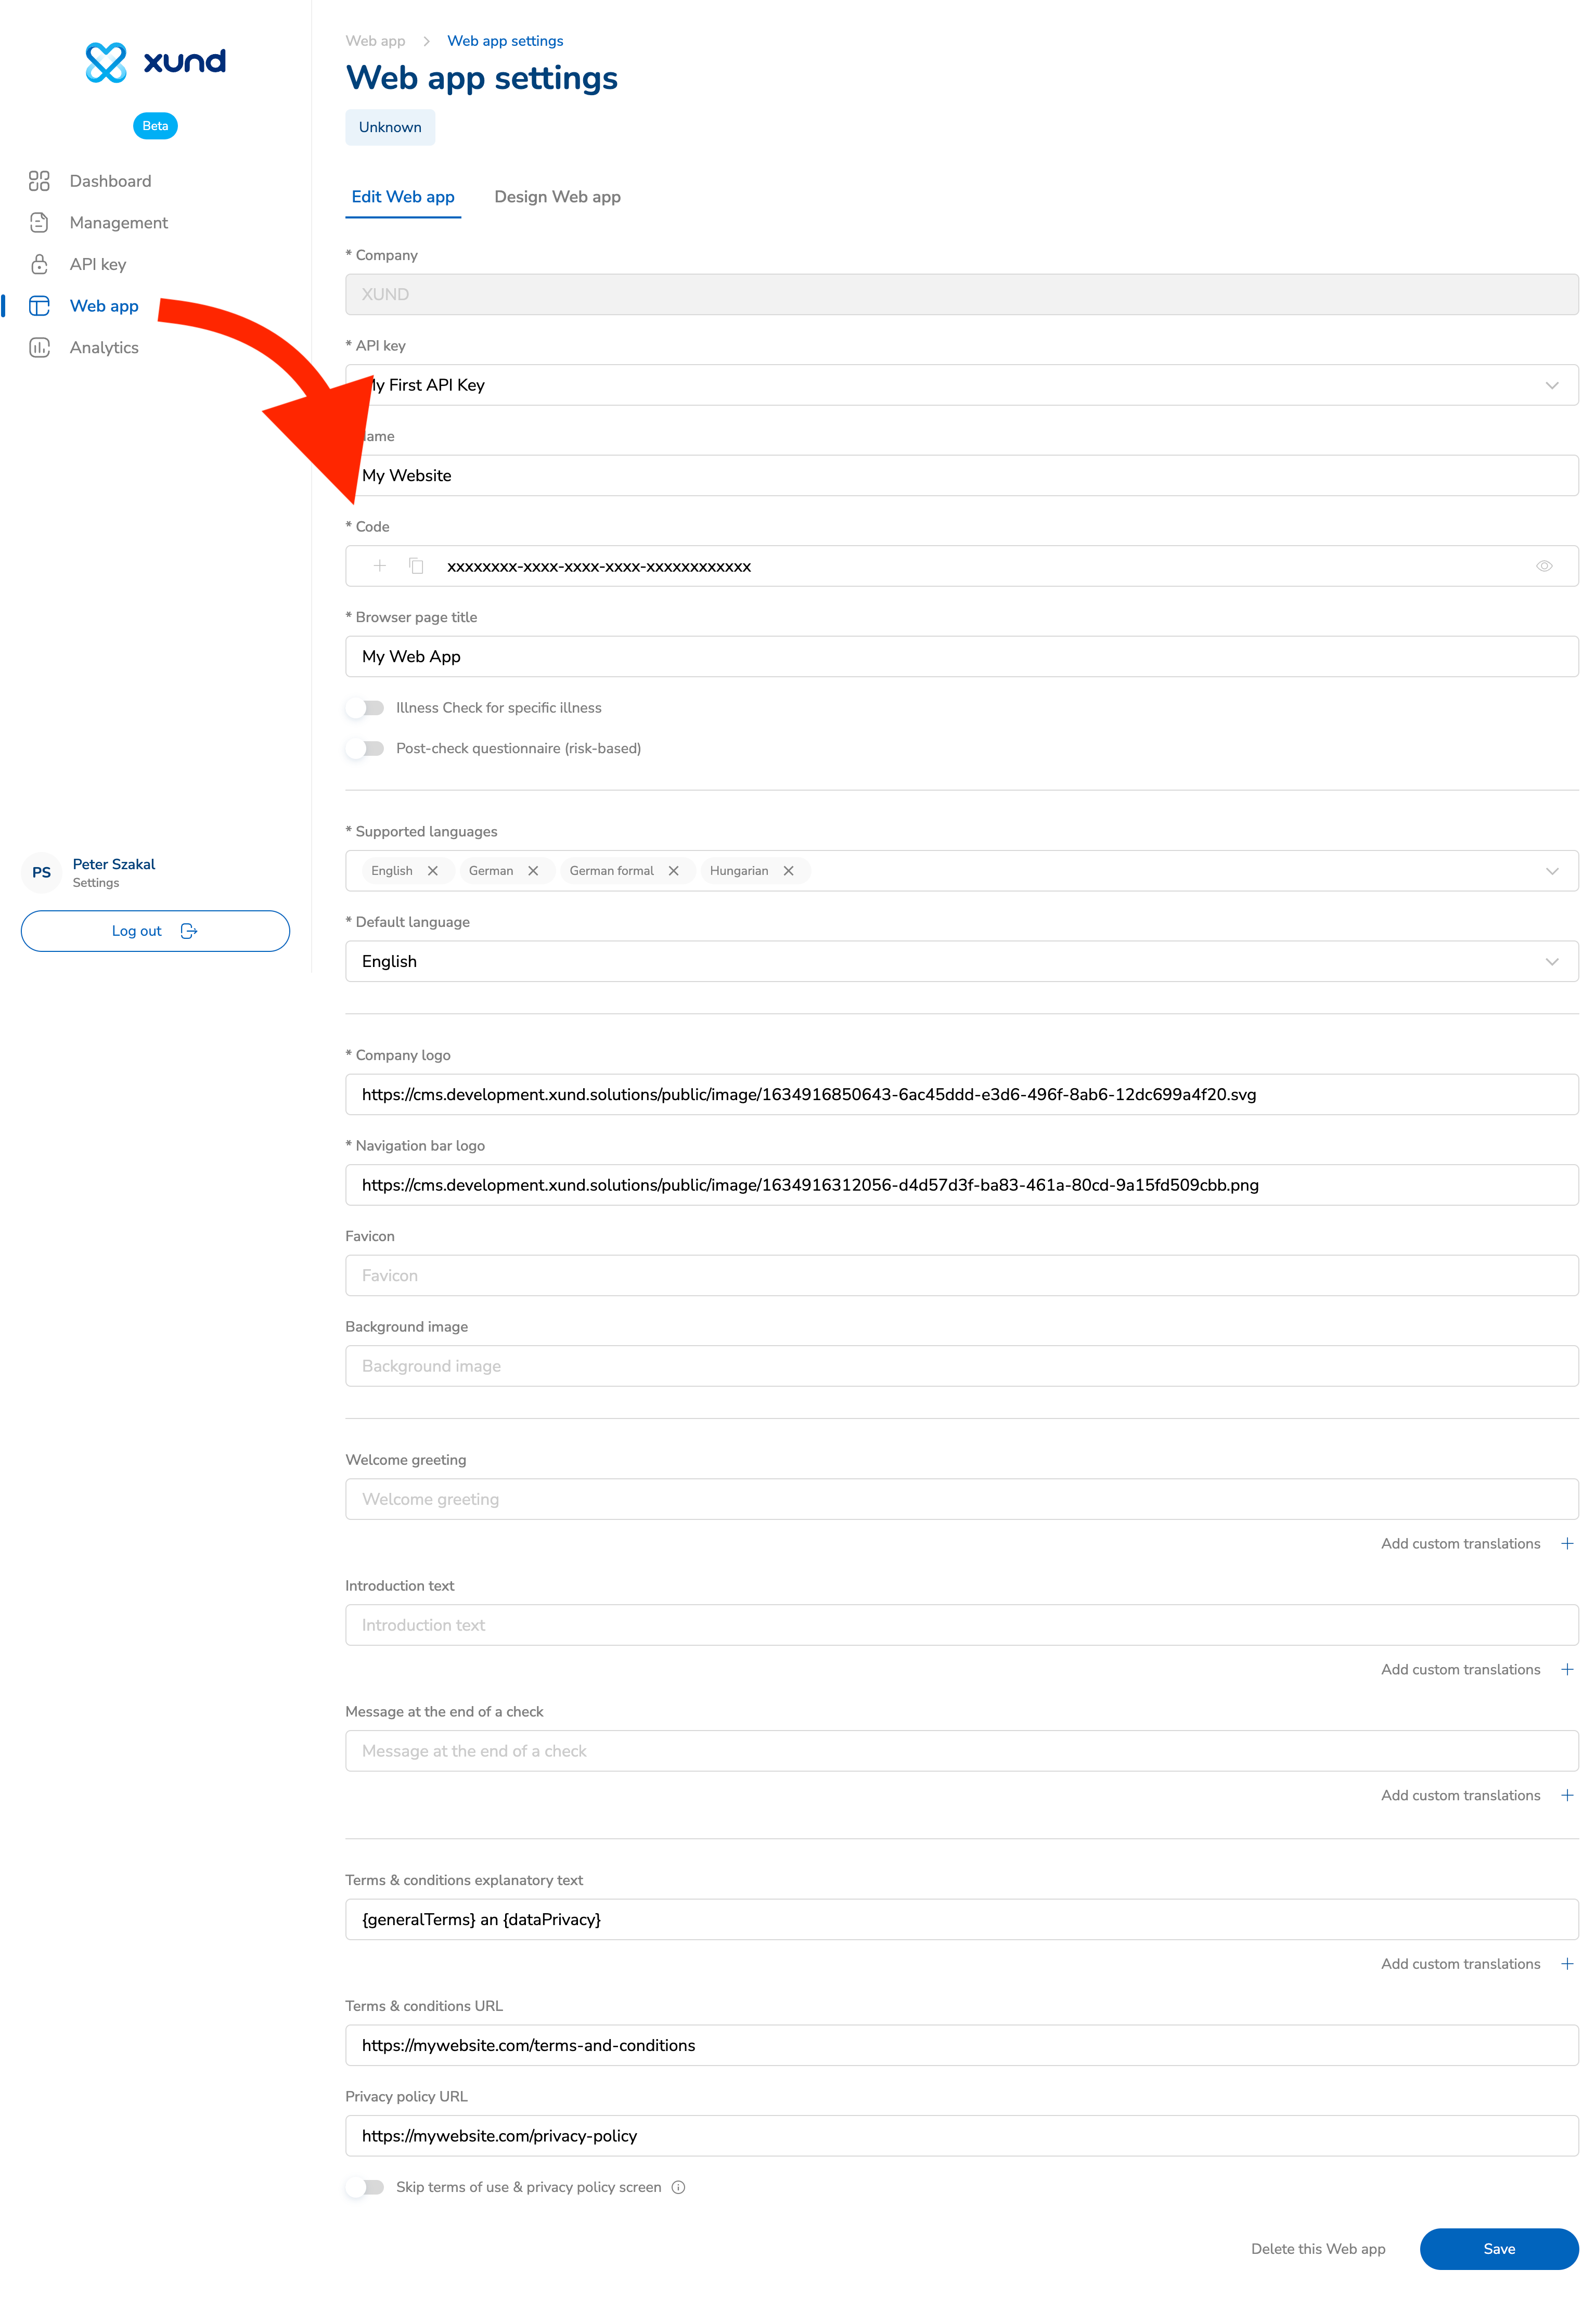 xund
Beta
Dashboard
Management
API key
Web app
Analytics
PS
Peter Szakal
Settings
Log out
Web app > Web app settings
Web app settings
Unknown
Edit Web app Design Web app
* Company
XUND
* API key
My First API Key
ame
My Website
* Code
xxxxxxxx-xxxx-xxxx-xxxx-xxxxxxxxxxxx
* Browser page title
My Web App
Illness Check for specific illness
Post-check questionnaire (risk-based)
* Supported languages
English German German formal Hungarian
* Default language
English
* Company logo
https://cms.development.xund.solutions/public/image/1634916850643-6ac45ddd-e3d6-496f-8ab6-12dc699a4f20.svg
* Navigation bar logo
https://cms.development.xund.solutions/public/image/1634916312056-d4d57d3f-ba83-461a-80cd-9a15fd509cbb.png
Favicon
Favicon
Background image
Background image
Welcome greeting
Welcome greeting
Add custom translations +
Introduction text
Introduction text
Add custom translations +
Message at the end of a check
Message at the end of a check
Add custom translations +
Terms & conditions explanatory text
{generalTerms} an {dataPrivacy}
Add custom translations +
Terms & conditions URL
https://mywebsite.com/terms-and-conditions
Privacy policy URL
https://mywebsite.com/privacy-policy
Skip terms of use & privacy policy screen
Delete this Web app
Save